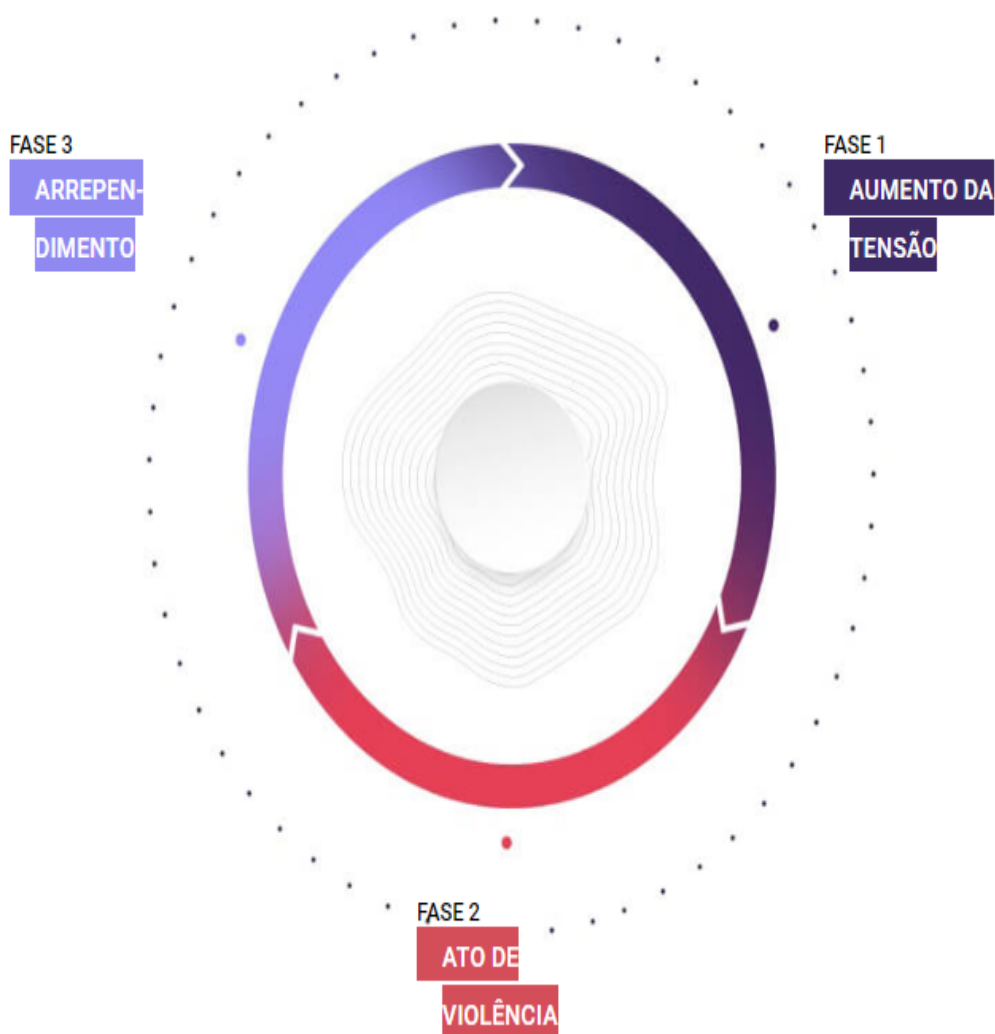 FASE 3
ARREPEN-
DIMENTO
FASE 1
AUMENTO DA
TENSÃO
FASE 2
ATO DE
VIOLÊNCIA